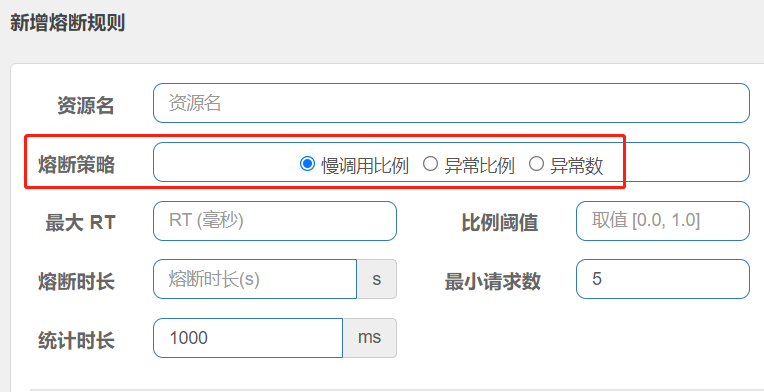 新增熔断规则
资源名 资源名
熔断策略 慢调用比例 异常比例 异常数
最大 RT RT (毫秒) 比例阈值 取值 [0.0, 1.0]
熔断时长 熔断时长(s) s 最小请求数 5
统计时长 1000 ms